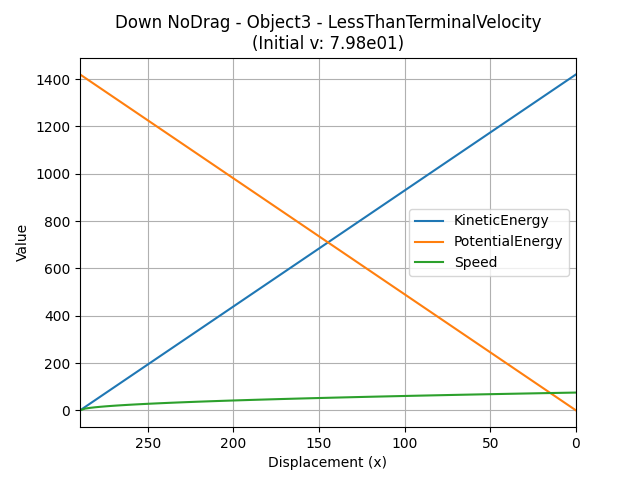 Down NoDrag - Object3 - LessThanTerminalVelocity
(Initial v: 7.98e01)
1400
1200
1000
800
600
400
200
0
Value
KineticEnergy
PotentialEnergy
Speed
250 200 150 100 50 0
Displacement (x)